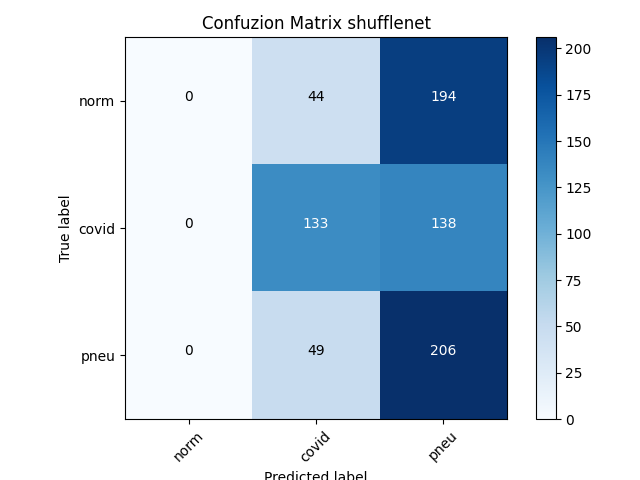 Confuzion Matrix shufflenet
norm 0 44 194
covid 0 133 138
pneu 0 49 206
norm covid pneu
True label
Predicted label
200
175
150
125
100
75
50
25
0